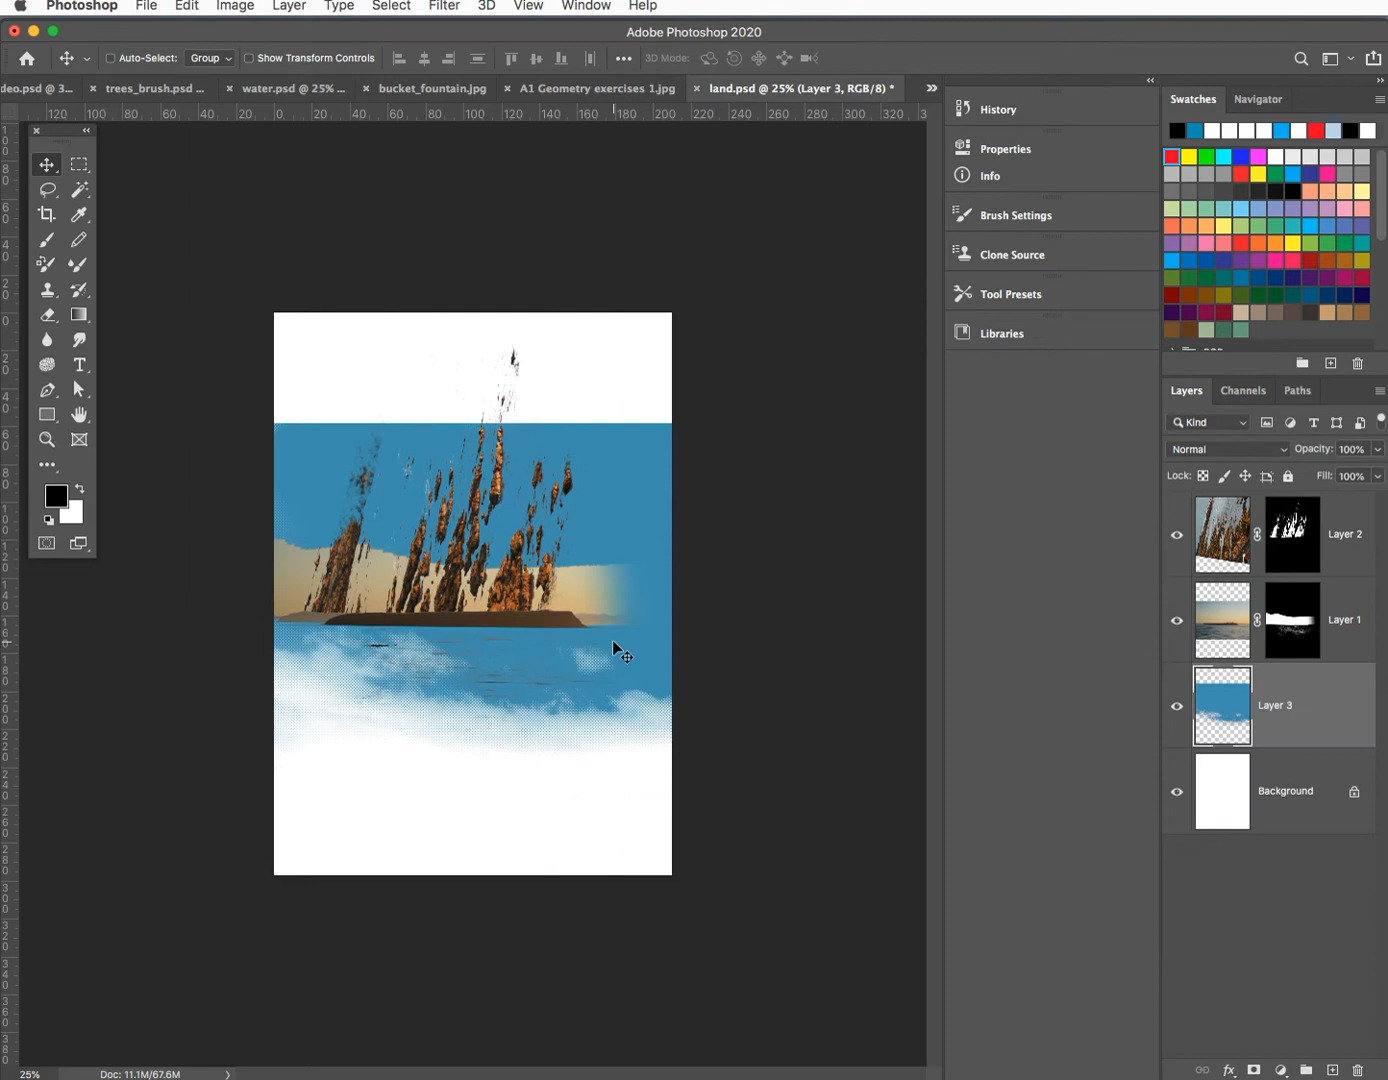 Photoshop File Edit Image Layer Type Select Filter 3D View Window Help
Adobe Photoshop 2020
Auto-Select: Group Show Transform Controls 3D Mode:
deo.psd @ 3... trees_brush.psd ... water.psd @ 25% ... bucket_fountain.jpg A1 Geometry exercises 1.jpg land.psd @ 25% (Layer 3, RGB/8) *
120 100 80 60 40 20 0 20 40 60 80 100 120 140 160 180 200 220 240 260 280 300 320 3
History
Properties
Info
Brush Settings
Clone Source
Tool Presets
Libraries
Swatches Navigator
Layers Channels Paths
Kind
Normal Opacity: 100%
Lock: Fill: 100%
Layer 2
Layer 1
Layer 3
Background
fx
25% Doc: 11.1M/67.6M